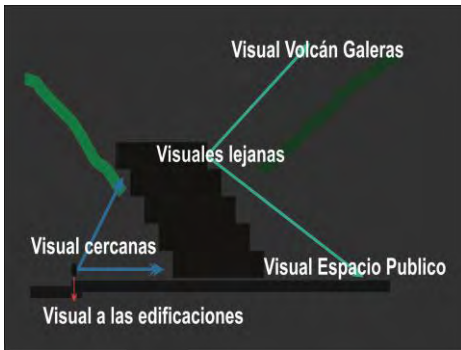 Visual Volcán Galeras
Visuales lejanas
Visual cercanas
Visual Espacio Publico
Visual a las edificaciones